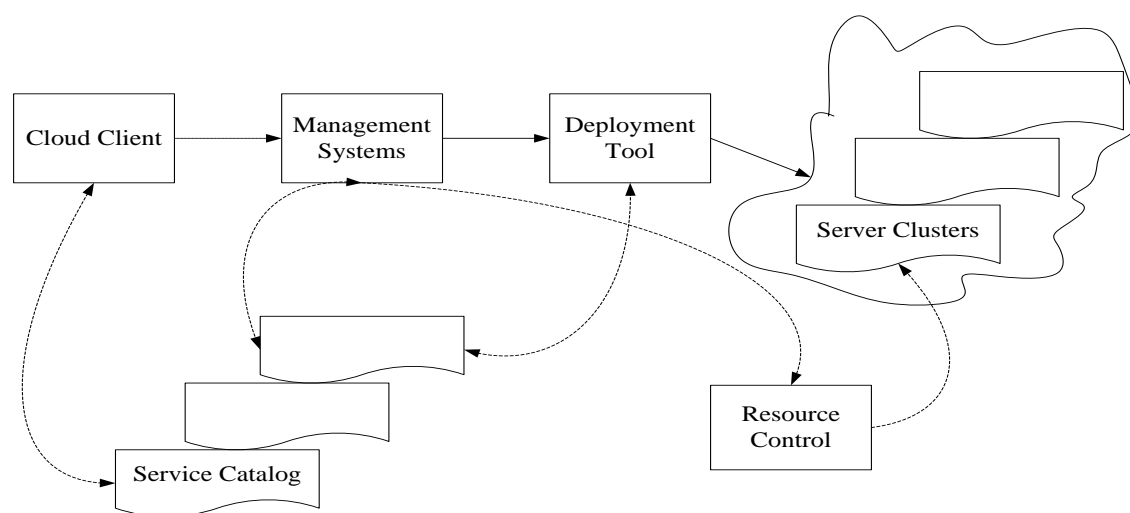 Cloud Client
Management
Systems
Deployment
Tool
Server Clusters
Service Catalog
Resource
Control